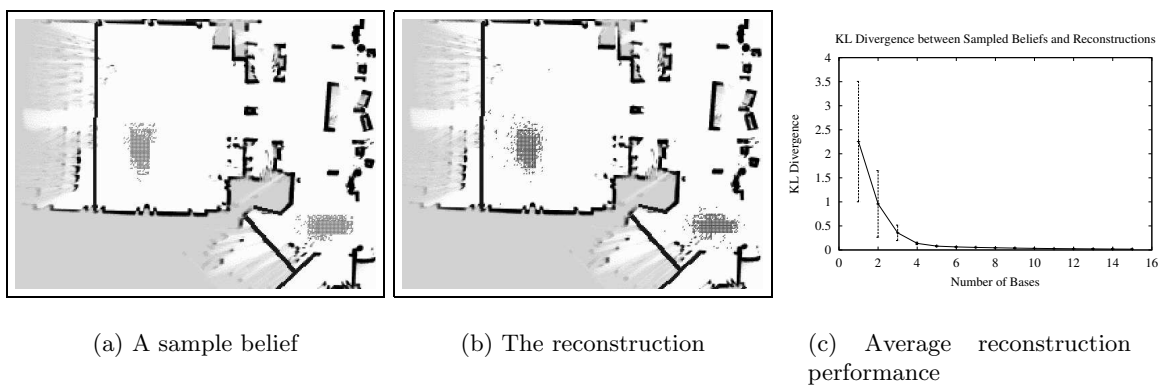 KL Divergence between Sampled Beliefs and Reconstructions
4
3.5
3
2.5
2
1.5
1
0.5
0
KL Divergence
0 2 4 6 8 10 12 14 16
Number of Bases
(a) A sample belief
(b) The reconstruction
(c) Average reconstruction
performance